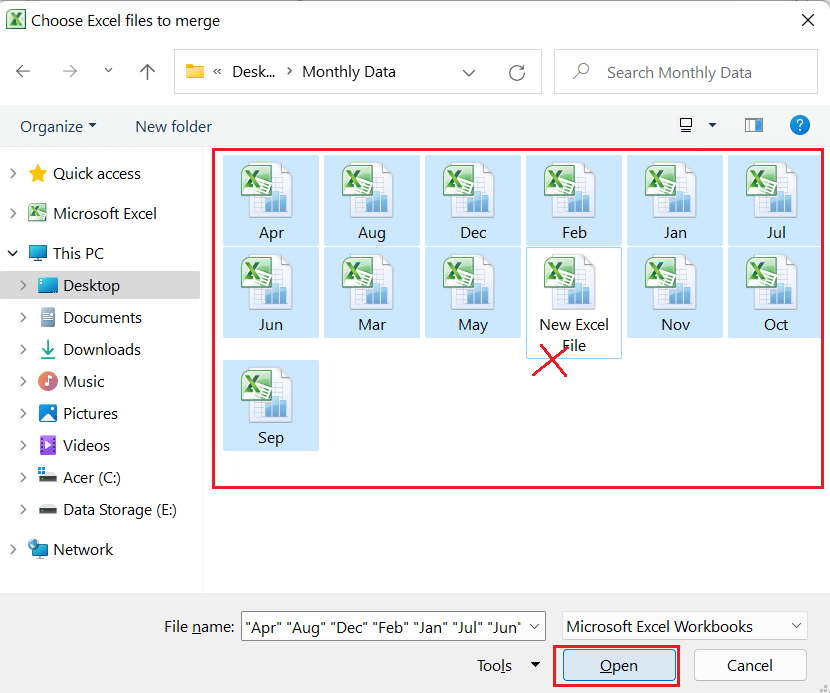 Choose Excel files to merge
« Desk... > Monthly Data
Search Monthly Data
Organize
New folder
?
Quick access
Microsoft Excel
This PC
Desktop
Documents
Downloads
Music
Pictures
Videos
Acer (C:)
Data Storage (E:)
Network
Apr
Aug
Dec
Feb
Jan
Jul
Jun
Mar
May
New Excel
File
Nov
Oct
Sep
File name:
"Apr" "Aug" "Dec" "Feb" "Jan" "Jul" "Jun"
Microsoft Excel Workbooks
Tools
Open
Cancel